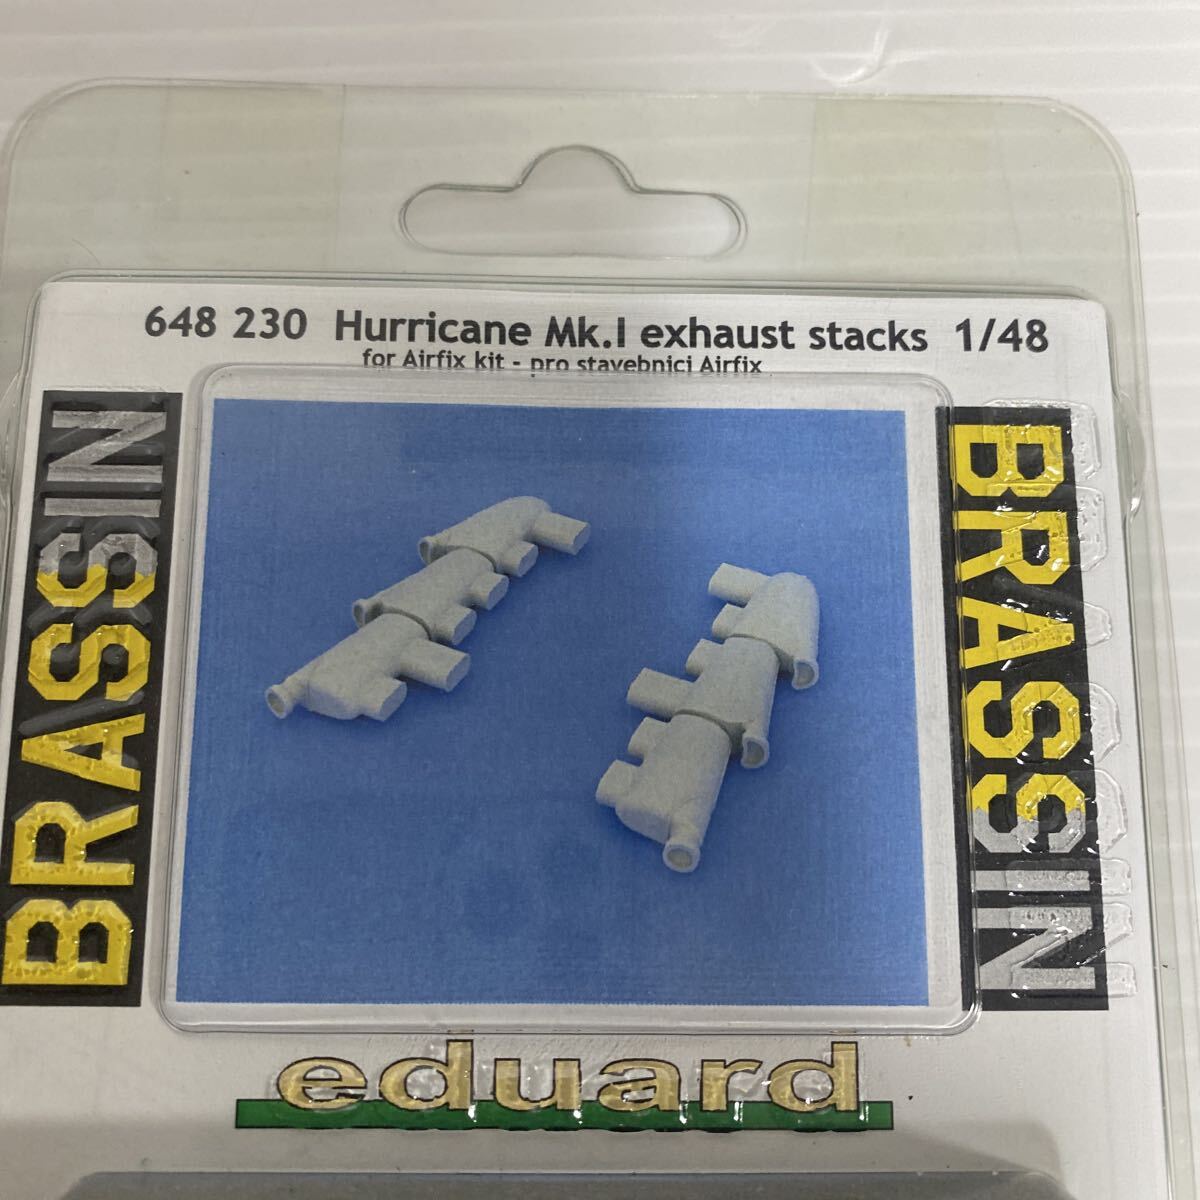 648 230 Hurricane Mk.I exhaust stacks 1/48
for Airfix kit - pro stavebnici Airfix
BRASSIN
BRASSIN
eduard